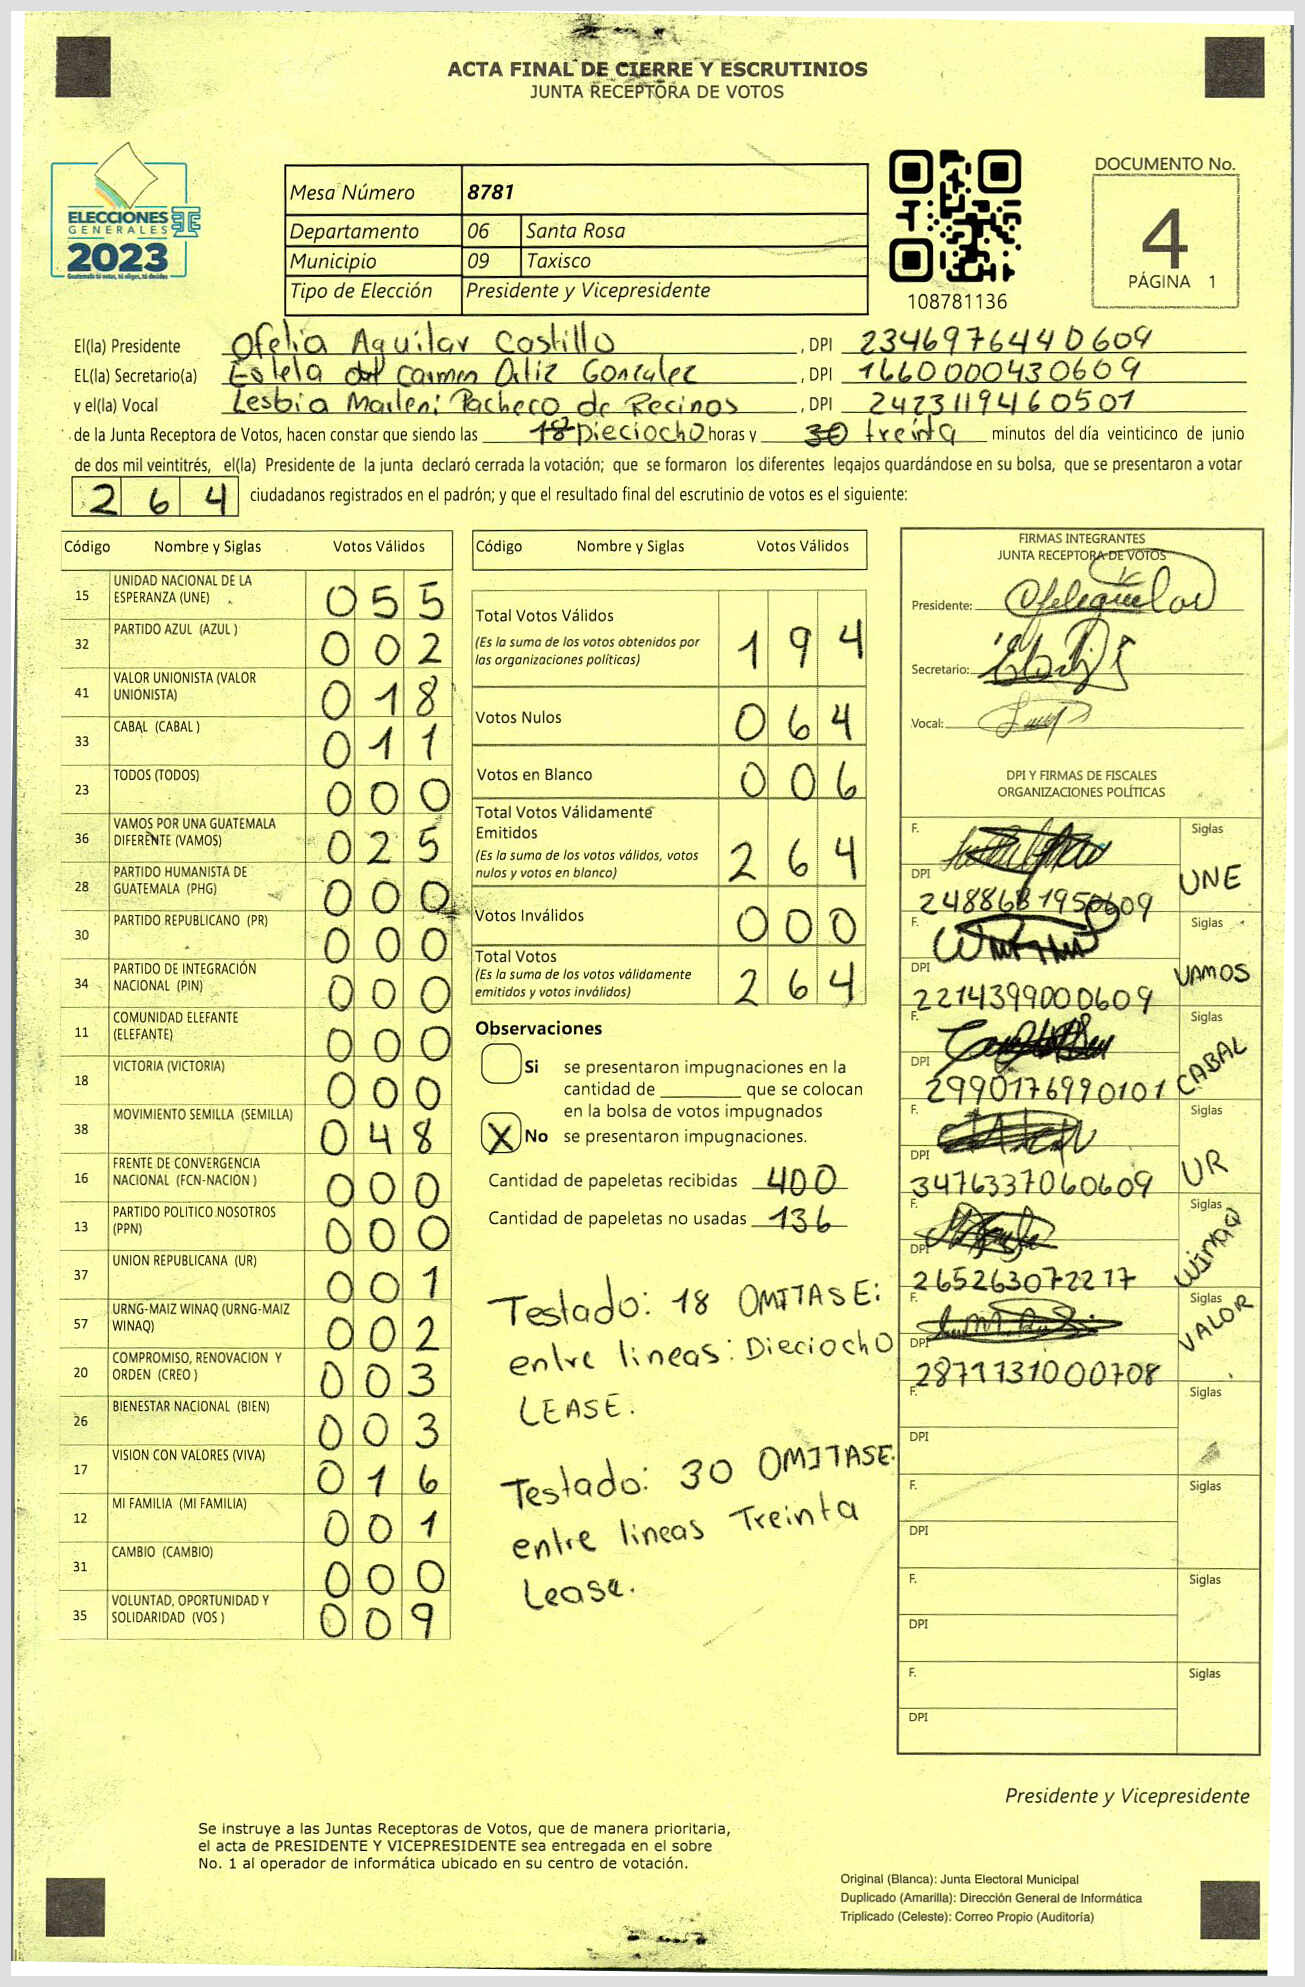 ACTA FINAL DE CIERRE Y ESCRUTINIOS
JUNTA RECEPTORA DE VOTOS
ELECCIONES
GENERALES
2023
Mesa Número 8781
Departamento 06 Santa Rosa
Municipio 09 Taxisco
Tipo de Elección Presidente y Vicepresidente
108781136
DOCUMENTO No.
4
PÁGINA 1
El(la) Presidente Ofelia Aguilar Castillo, DPI 2346976440609
EL(la) Secretario(a) Estela del Carmen Ortiz Gonzalez, DPI 1660000430609
y el(la) Vocal Lesbia Marleni Pacheco de Recinos, DPI 2423119460501
de la Junta Receptora de Votos, hacen constar que siendo las 18 Dieciocho horas y 30 treinta minutos del día veinticinco de junio
de dos mil veintitrés, el(la) Presidente de la junta declaró cerrada la votación; que se formaron los diferentes legajos guardándose en su bolsa, que se presentaron a votar
264 ciudadanos registrados en el padrón; y que el resultado final del escrutinio de votos es el siguiente:
Código Nombre y Siglas Votos Válidos
15 UNIDAD NACIONAL DE LA ESPERANZA (UNE) 055
32 PARTIDO AZUL (AZUL ) 002
41 VALOR UNIONISTA (VALOR UNIONISTA) 018
33 CABAL (CABAL ) 011
23 TODOS (TODOS) 000
36 VAMOS POR UNA GUATEMALA DIFERENTE (VAMOS) 025
28 PARTIDO HUMANISTA DE GUATEMALA (PHG) 000
30 PARTIDO REPUBLICANO (PR) 000
34 PARTIDO DE INTEGRACIÓN NACIONAL (PIN) 000
11 COMUNIDAD ELEFANTE (ELEFANTE) 000
18 VICTORIA (VICTORIA) 000
38 MOVIMIENTO SEMILLA (SEMILLA) 048
16 FRENTE DE CONVERGENCIA NACIONAL (FCN-NACION ) 000
13 PARTIDO POLITICO NOSOTROS (PPN) 000
37 UNION REPUBLICANA (UR) 001
57 URNG-MAIZ WINAQ (URNG-MAIZ WINAQ) 002
20 COMPROMISO, RENOVACION Y ORDEN (CREO ) 003
26 BIENESTAR NACIONAL (BIEN) 003
17 VISION CON VALORES (VIVA) 016
12 MI FAMILIA (MI FAMILIA) 001
31 CAMBIO (CAMBIO) 000
35 VOLUNTAD, OPORTUNIDAD Y SOLIDARIDAD (VOS ) 009
Código Nombre y Siglas Votos Válidos
Total Votos Válidos
(Es la suma de los votos obtenidos por las organizaciones políticas) 194
Votos Nulos 064
Votos en Blanco 006
Total Votos Válidamente Emitidos
(Es la suma de los votos válidos, votos nulos y votos en blanco) 264
Votos Inválidos 000
Total Votos
(Es la suma de los votos válidamente emitidos y votos inválidos) 264
Observaciones
Si se presentaron impugnaciones en la
cantidad de ________ que se colocan
en la bolsa de votos impugnados
X No se presentaron impugnaciones.
Cantidad de papeletas recibidas 400
Cantidad de papeletas no usadas 136
Testado: 18 OMITASE:
entre lineas: Dieciocho
LEASE.
Testado: 30 OMITASE.
entre lineas Treinta
Lease.
FIRMAS INTEGRANTES
JUNTA RECEPTORA DE VOTOS
Presidente:
Secretario:
Vocal:
DPI Y FIRMAS DE FISCALES
ORGANIZACIONES POLÍTICAS
F. Siglas
DPI 2488681950609 UNE
F. Siglas
DPI 2214399000609 VAMOS
F. Siglas
DPI 2990176990101 CABAL
F. Siglas
DPI 3476337060609 UR
F. Siglas
DPI 265263072217 WINAQ
F. Siglas
DPI 2871731000708 VALOR
F. Siglas
DPI
F. Siglas
DPI
F. Siglas
DPI
F. Siglas
DPI
Presidente y Vicepresidente
Se instruye a las Juntas Receptoras de Votos, que de manera prioritaria,
el acta de PRESIDENTE Y VICEPRESIDENTE sea entregada en el sobre
No. 1 al operador de informática ubicado en su centro de votación.
Original (Blanca): Junta Electoral Municipal
Duplicado (Amarilla): Dirección General de Informática
Triplicado (Celeste): Correo Propio (Auditoría)